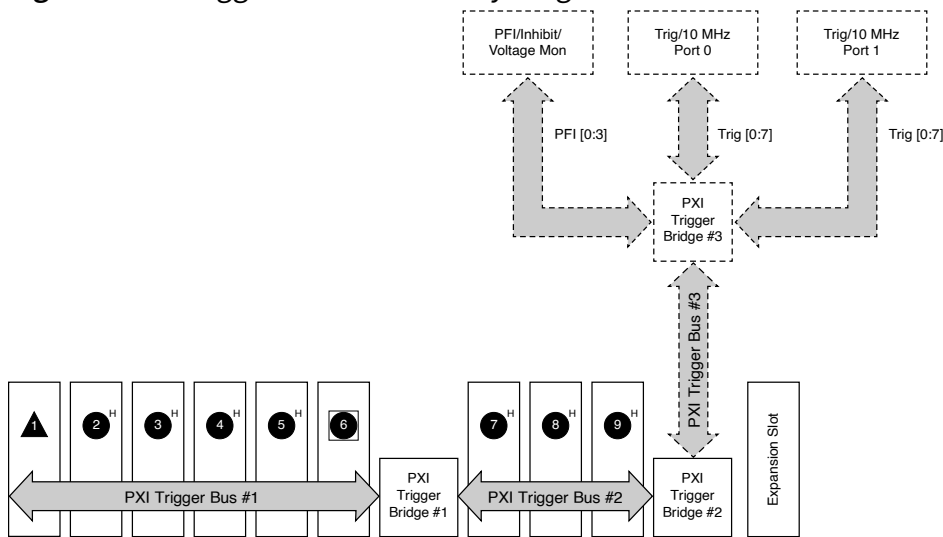 PFI/Inhibit/
Voltage Mon
Trig/10 MHz
Port 0
Trig/10 MHz
Port 1
PFI [0:3]
Trig [0:7]
Trig [0:7]
PXI
Trigger
Bridge #3
PXI Trigger Bus #3
1
2 H
3 H
4 H
5 H
6
7 H
8 H
9 H
PXI Trigger Bus #1
PXI
Trigger
Bridge #1
PXI Trigger Bus #2
PXI
Trigger
Bridge #2
Expansion Slot